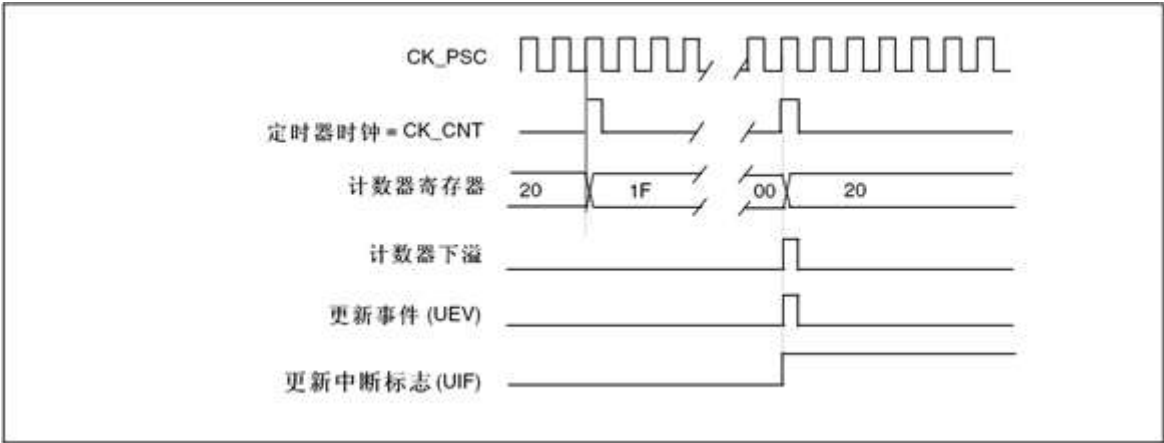 CK_PSC
定时器时钟 = CK_CNT
计数器寄存器 20 1F 00 20
计数器下溢
更新事件 (UEV)
更新中断标志 (UIF)